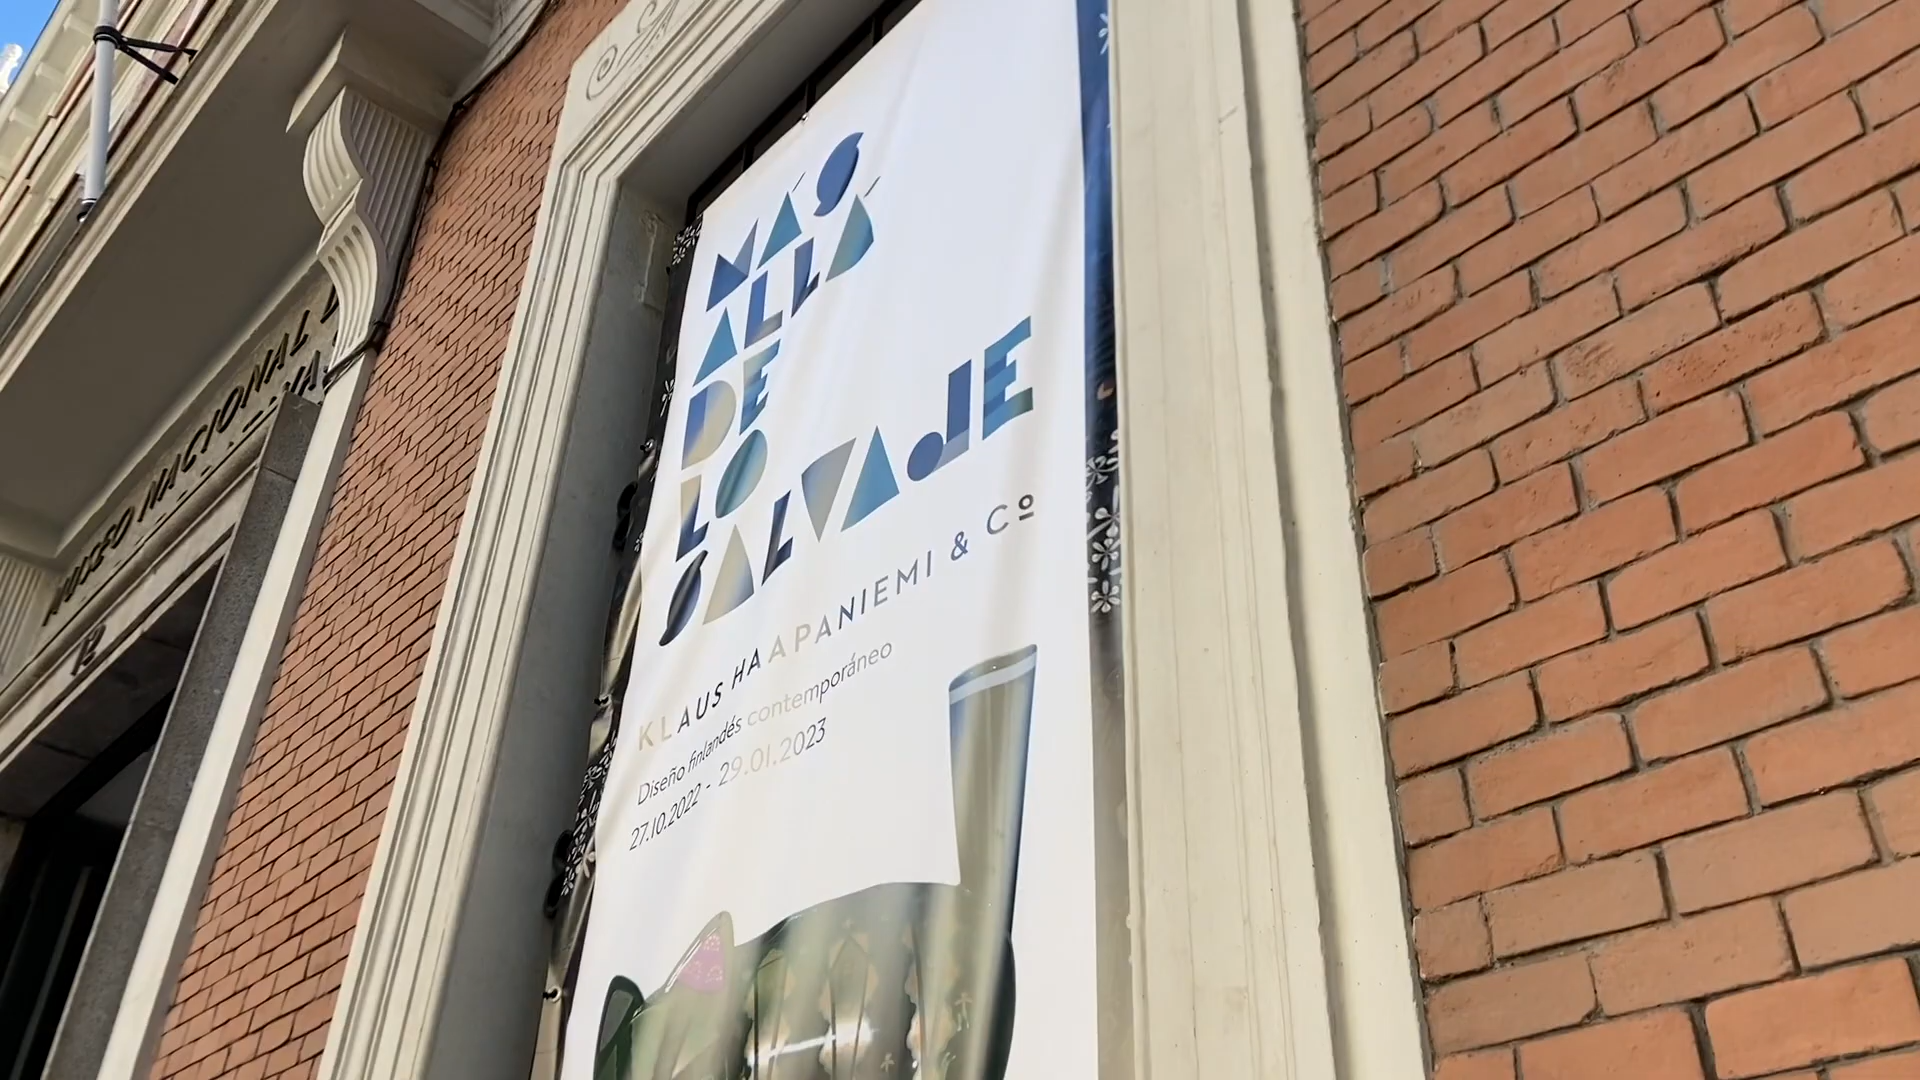 MUSEO NACIONAL
12
MÁS
ALLÁ
DE
LO
SALVAJE
KLAUS HAAPANIEMI & Cº
Diseño finlandés contemporáneo
27.10.2022 - 29.01.2023